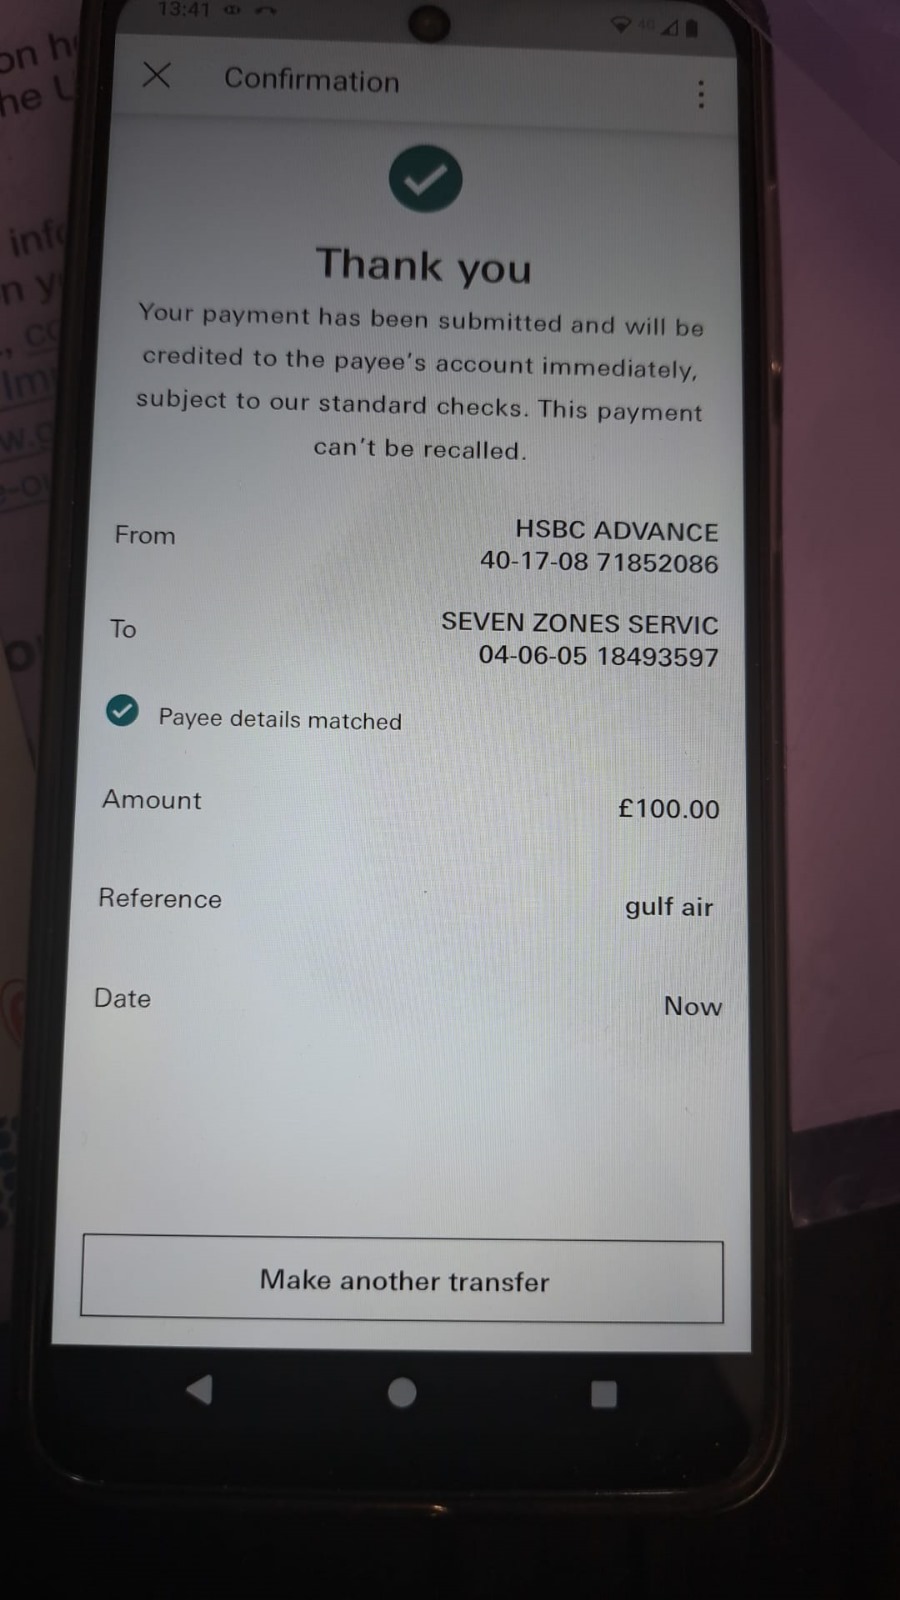 13:41
4G
Confirmation
Thank you
Your payment has been submitted and will be
credited to the payee's account immediately,
subject to our standard checks. This payment
can't be recalled.
From
HSBC ADVANCE
40-17-08 71852086
To
SEVEN ZONES SERVIC
04-06-05 18493597
Payee details matched
Amount
£100.00
Reference
gulf air
Date
Now
Make another transfer